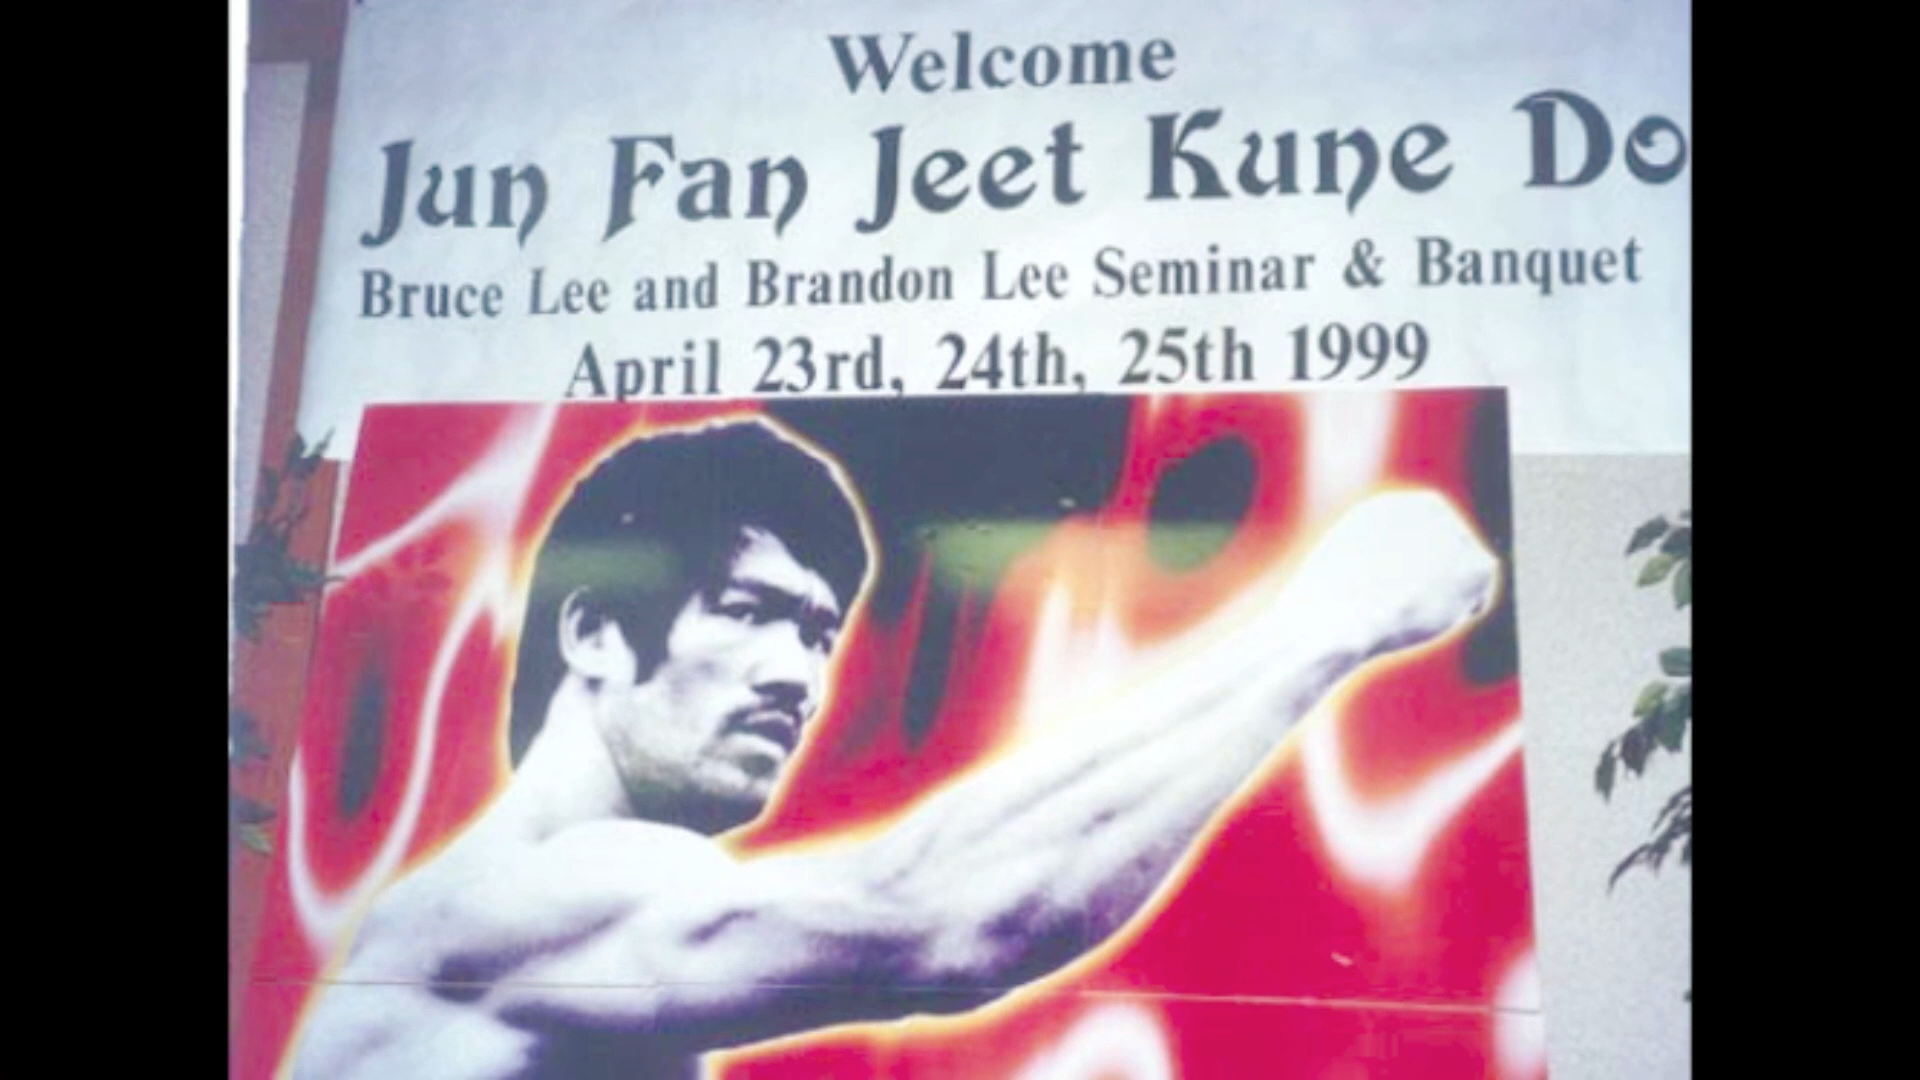 Welcome
Jun Fan Jeet Kune Do
Bruce Lee and Brandon Lee Seminar & Banquet
April 23rd, 24th, 25th 1999